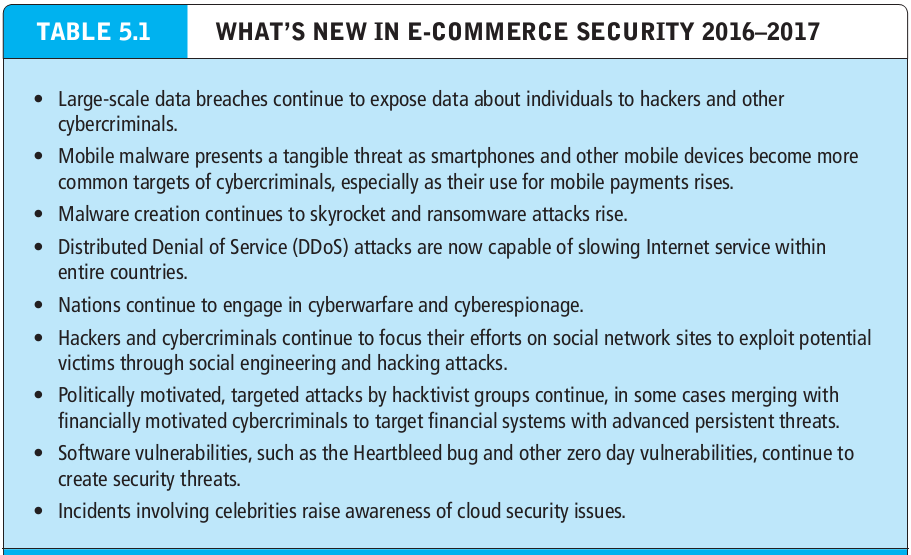 TABLE 5.1 WHAT'S NEW IN E-COMMERCE SECURITY 2016–2017
• Large-scale data breaches continue to expose data about individuals to hackers and other
cybercriminals.
• Mobile malware presents a tangible threat as smartphones and other mobile devices become more
common targets of cybercriminals, especially as their use for mobile payments rises.
• Malware creation continues to skyrocket and ransomware attacks rise.
• Distributed Denial of Service (DDoS) attacks are now capable of slowing Internet service within
entire countries.
• Nations continue to engage in cyberwarfare and cyberespionage.
• Hackers and cybercriminals continue to focus their efforts on social network sites to exploit potential
victims through social engineering and hacking attacks.
• Politically motivated, targeted attacks by hacktivist groups continue, in some cases merging with
financially motivated cybercriminals to target financial systems with advanced persistent threats.
• Software vulnerabilities, such as the Heartbleed bug and other zero day vulnerabilities, continue to
create security threats.
• Incidents involving celebrities raise awareness of cloud security issues.